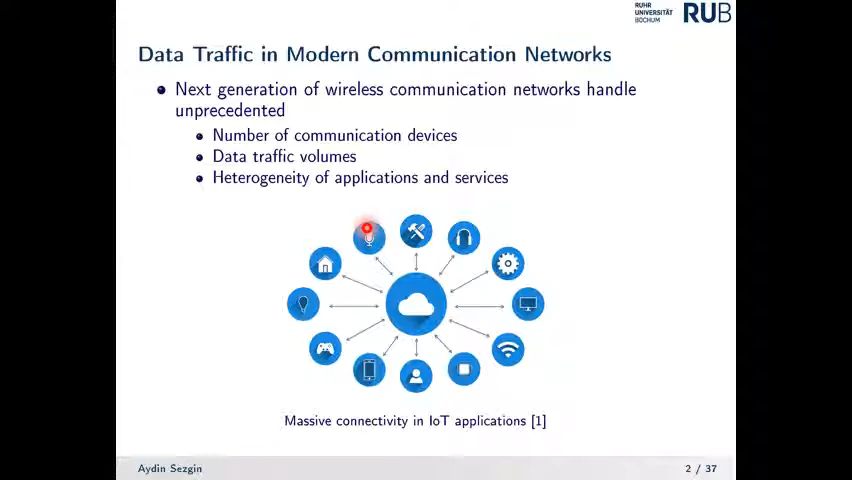 RUHR
UNIVERSITÄT
BOCHUM
RUB
Data Traffic in Modern Communication Networks
Next generation of wireless communication networks handle
unprecedented
Number of communication devices
Data traffic volumes
Heterogeneity of applications and services
Massive connectivity in IoT applications [1]
Aydin Sezgin
2 / 37